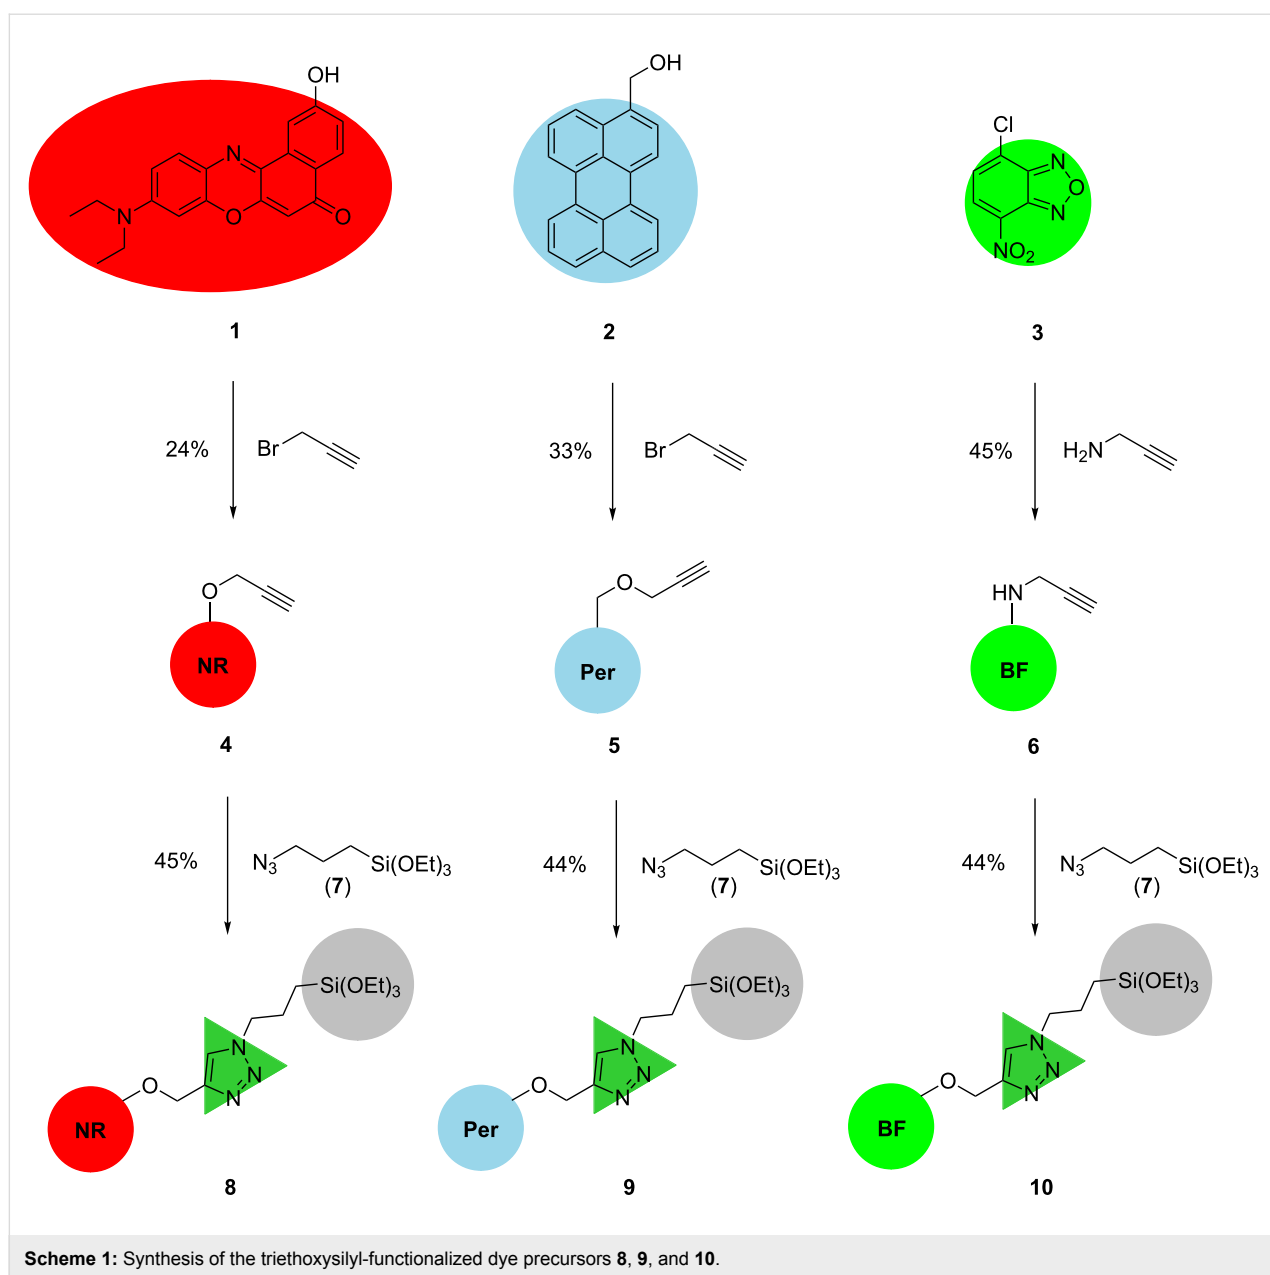 OH
N
N
O
O
1
OH
2
Cl
N
O
N
NO2
3
24%
Br
33%
Br
45%
H2N
O
NR
4
O
Per
5
HN
BF
6
45%
N3
Si(OEt)3
(7)
44%
N3
Si(OEt)3
(7)
44%
N3
Si(OEt)3
(7)
Si(OEt)3
N
N
N
O
NR
8
Si(OEt)3
N
N
N
O
Per
9
Si(OEt)3
N
N
N
O
BF
10
Scheme 1: Synthesis of the triethoxysilyl-functionalized dye precursors 8, 9, and 10.